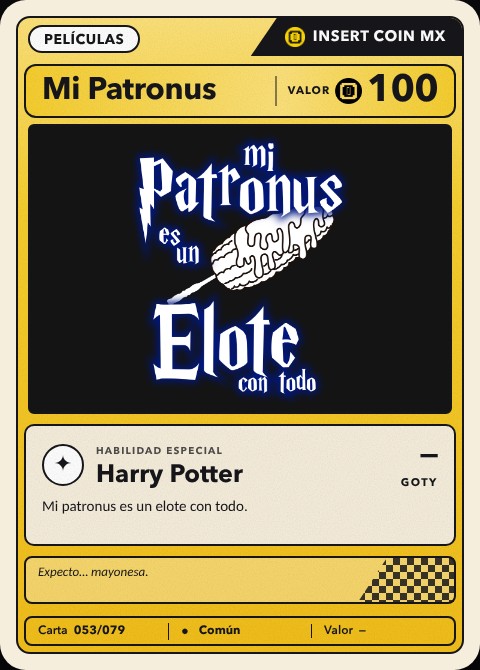 PELÍCULAS
INSERT COIN MX
Mi Patronus
VALOR 100
mi
Patronus
es
un
Elote
con todo
HABILIDAD ESPECIAL
Harry Potter
—
GOTY
Mi patronus es un elote con todo.
Expecto... mayonesa.
Carta 053/079 • Común Valor —